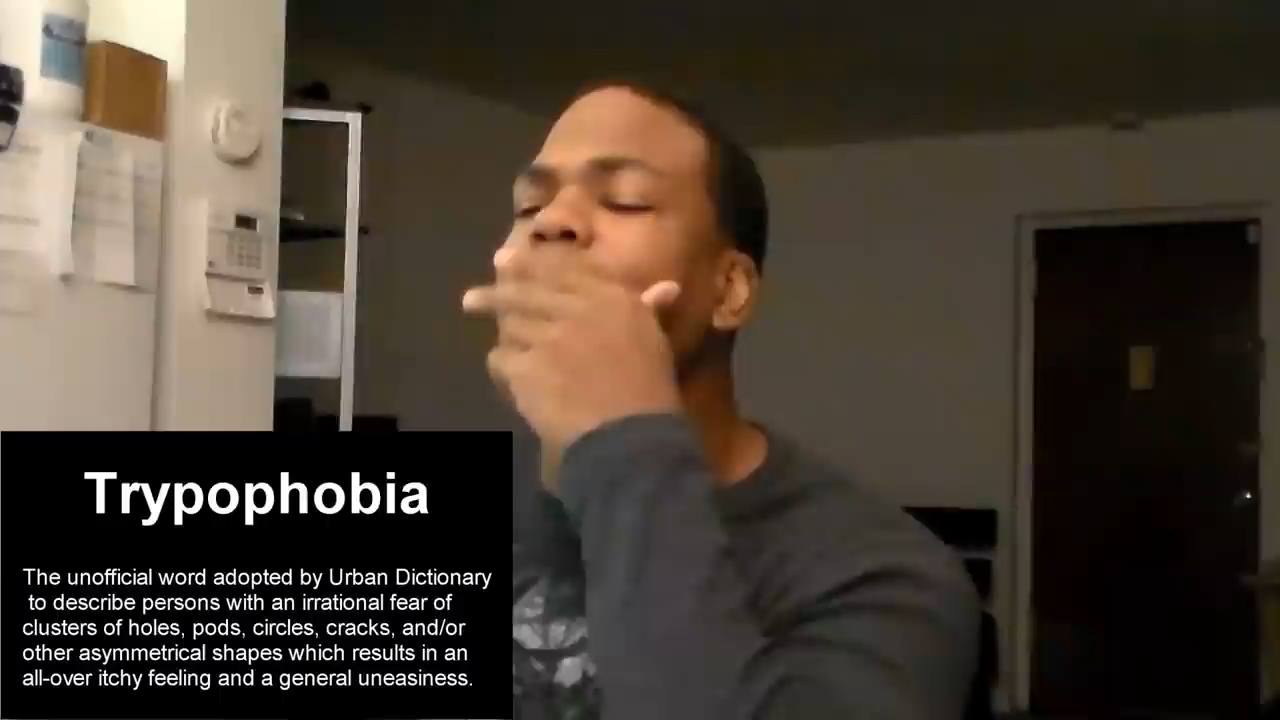 Trypophobia
The unofficial word adopted by Urban Dictionary
to describe persons with an irrational fear of
clusters of holes, pods, circles, cracks, and/or
other asymmetrical shapes which results in an
all-over itchy feeling and a general uneasiness.